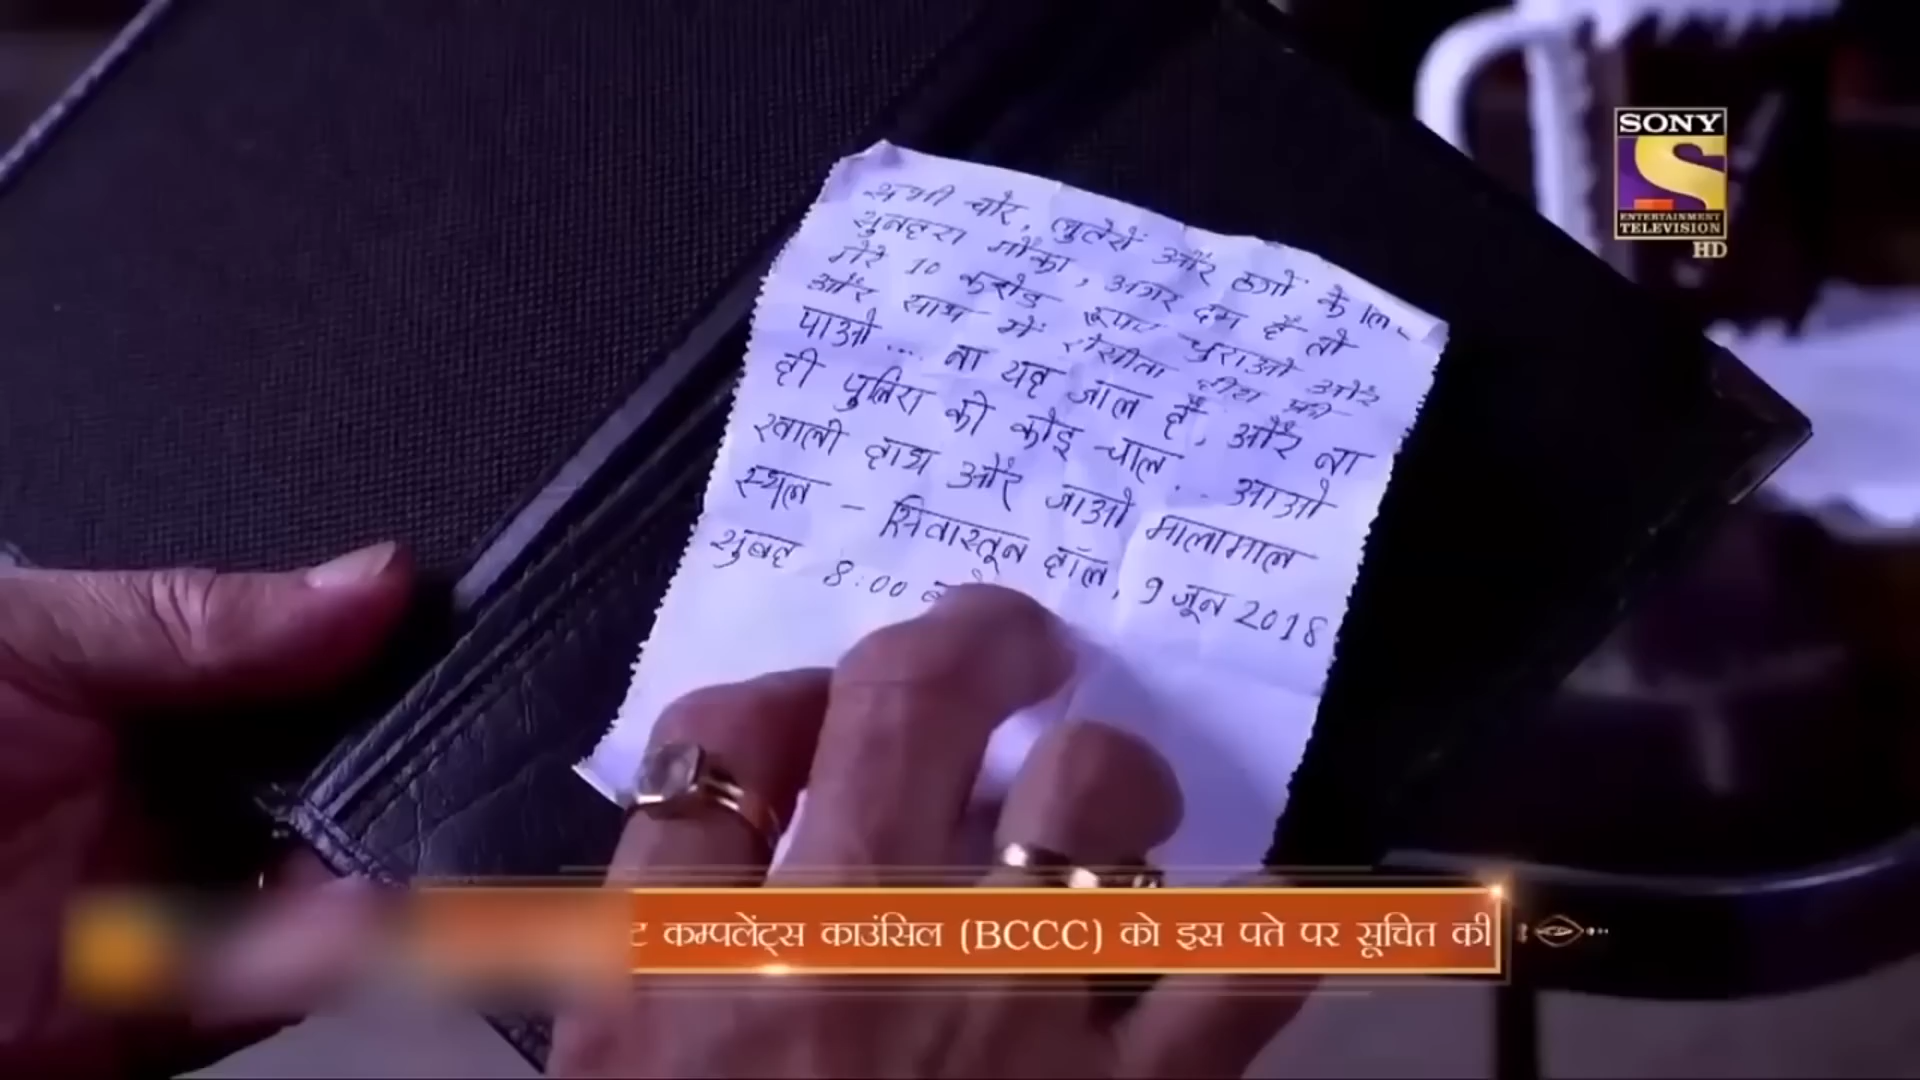 सभी चोर, लुटेरों और ठगों के लि
सुनहरा मौका, अगर दम है तो
मेरे 10 करोड रूपए चुराओ और
और साथ में रोसीता हीरा भी
पाओ... ना यह जाल है, और ना
ही पुलिस की कोइ चाल.. आओ
खाली हाथ और जाओ मालामाल
स्थल - सिवास्तून हॉल, 9 जून 2018
सुबह 8:00
SONY
ENTERTAINMENT
TELEVISION
HD
ट कम्पलेंट्स काउंसिल (BCCC) को इस पते पर सूचित की